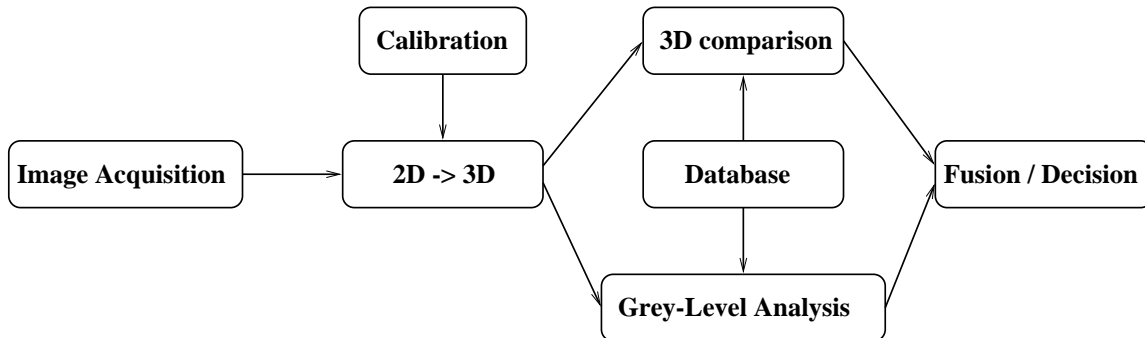 Calibration
3D comparison
Image Acquisition
2D -> 3D
Database
Fusion / Decision
Grey-Level Analysis